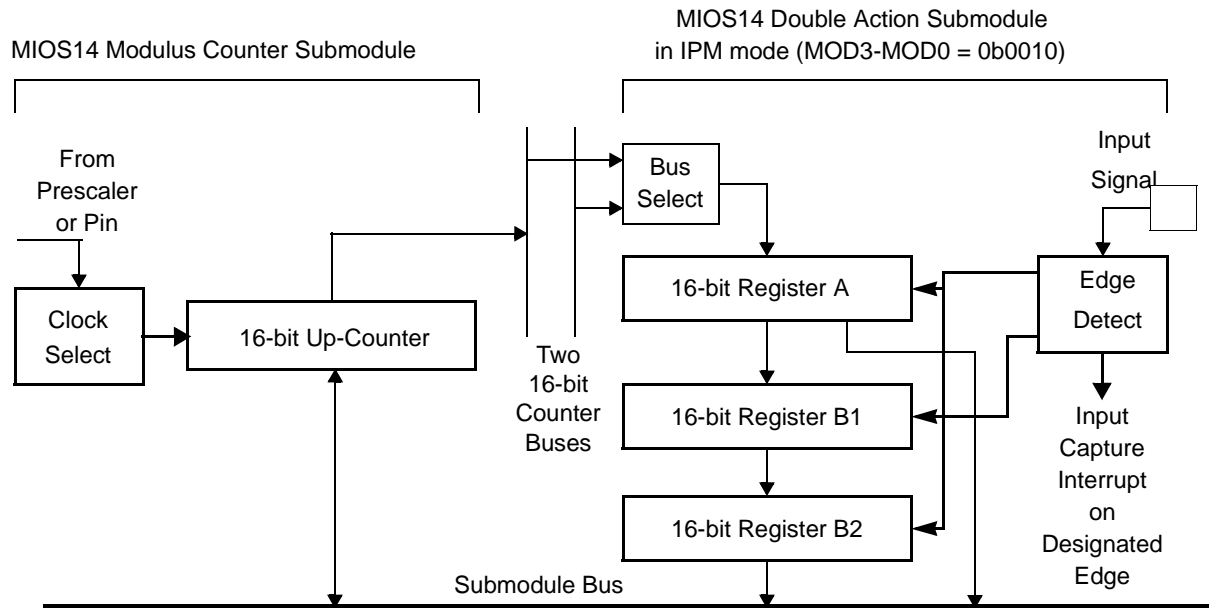 MIOS14 Double Action Submodule
in IPM mode (MOD3-MOD0 = 0b0010)
MIOS14 Modulus Counter Submodule
From
Prescaler
or Pin
Clock
Select
16-bit Up-Counter
Two
16-bit
Counter
Buses
Bus
Select
Input
Signal
16-bit Register A
Edge
Detect
16-bit Register B1
16-bit Register B2
Input
Capture
Interrupt
on
Designated
Edge
Submodule Bus